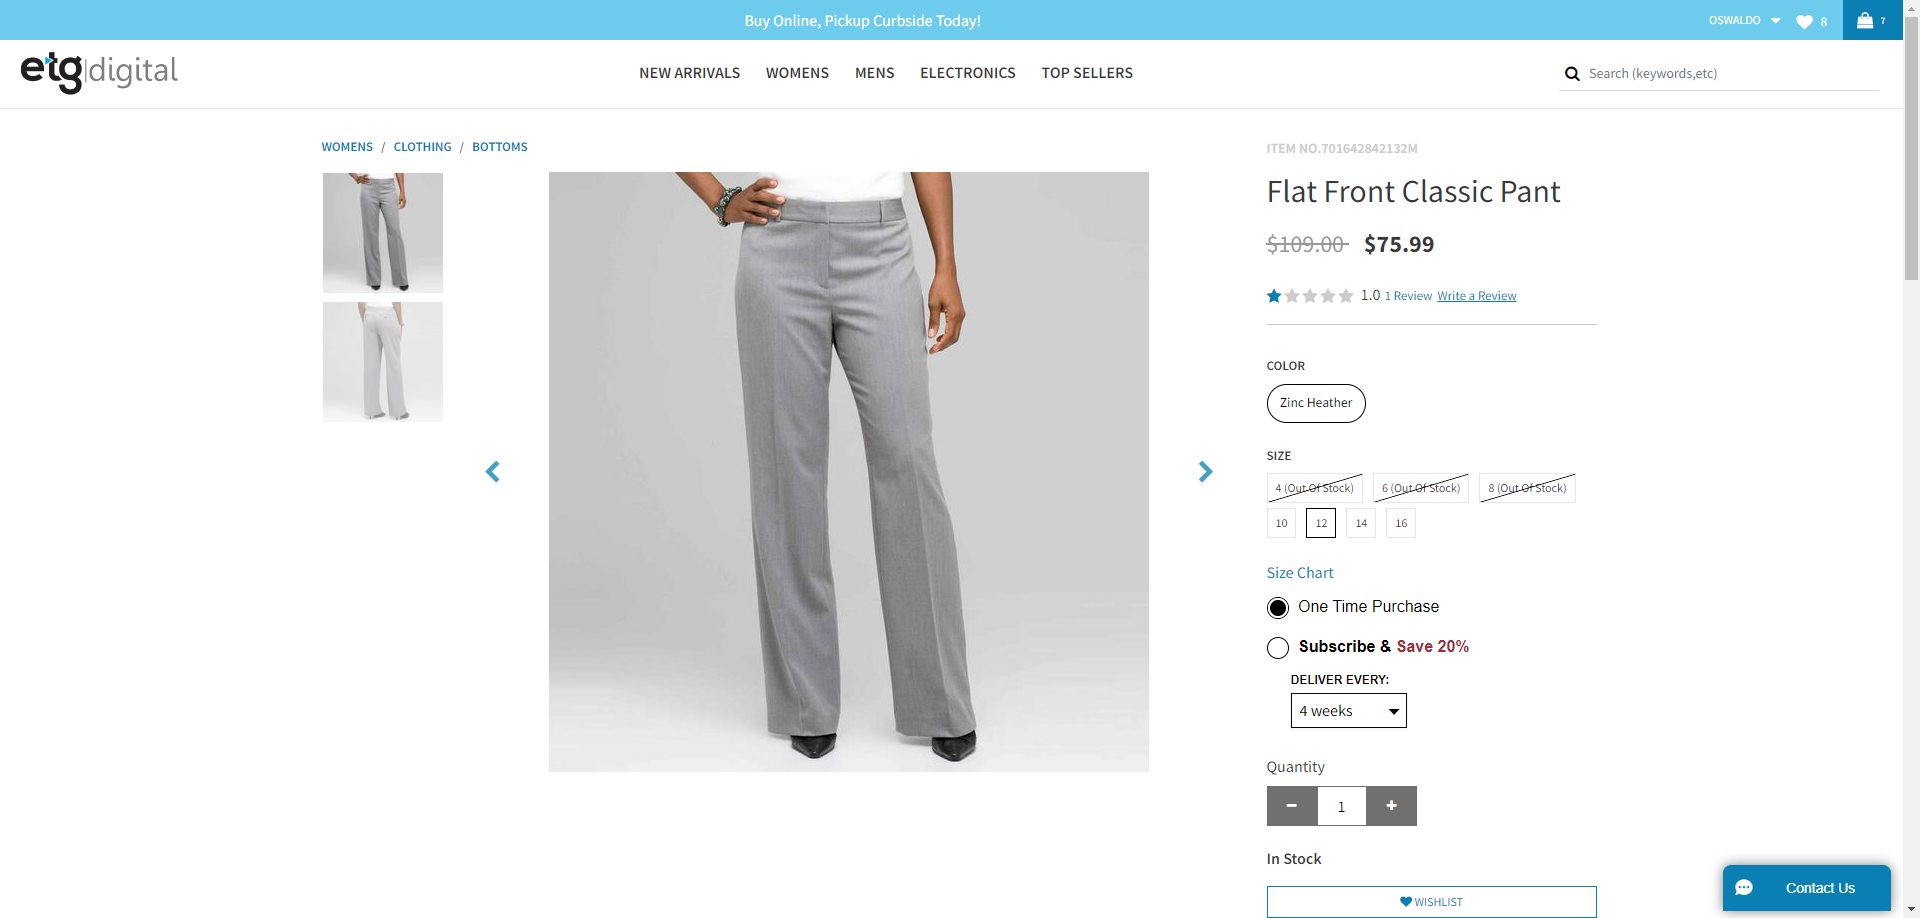 Buy Online, Pickup Curbside Today!
OSWALDO 8 7
etg|digital
NEW ARRIVALS WOMENS MENS ELECTRONICS TOP SELLERS
Search (keywords,etc)
WOMENS / CLOTHING / BOTTOMS
ITEM NO.701642842132M
Flat Front Classic Pant
$109.00 $75.99
1.0 1 Review Write a Review
COLOR
Zinc Heather
SIZE
4 (Out Of Stock) 6 (Out Of Stock) 8 (Out Of Stock)
10 12 14 16
Size Chart
One Time Purchase
Subscribe & Save 20%
DELIVER EVERY:
4 weeks
Quantity
− 1 +
In Stock
WISHLIST
Contact Us